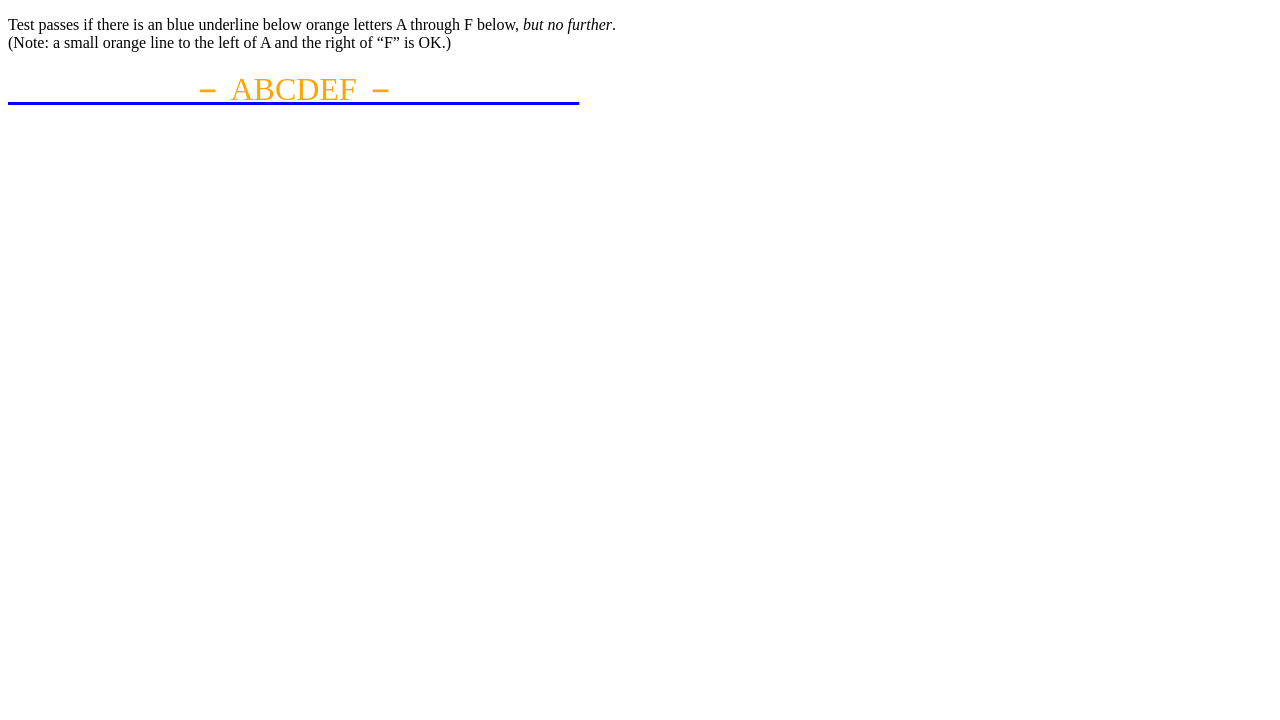 Test passes if there is an blue underline below orange letters A through F below, but no further.
(Note: a small orange line to the left of A and the right of “F” is OK.)
– ABCDEF –